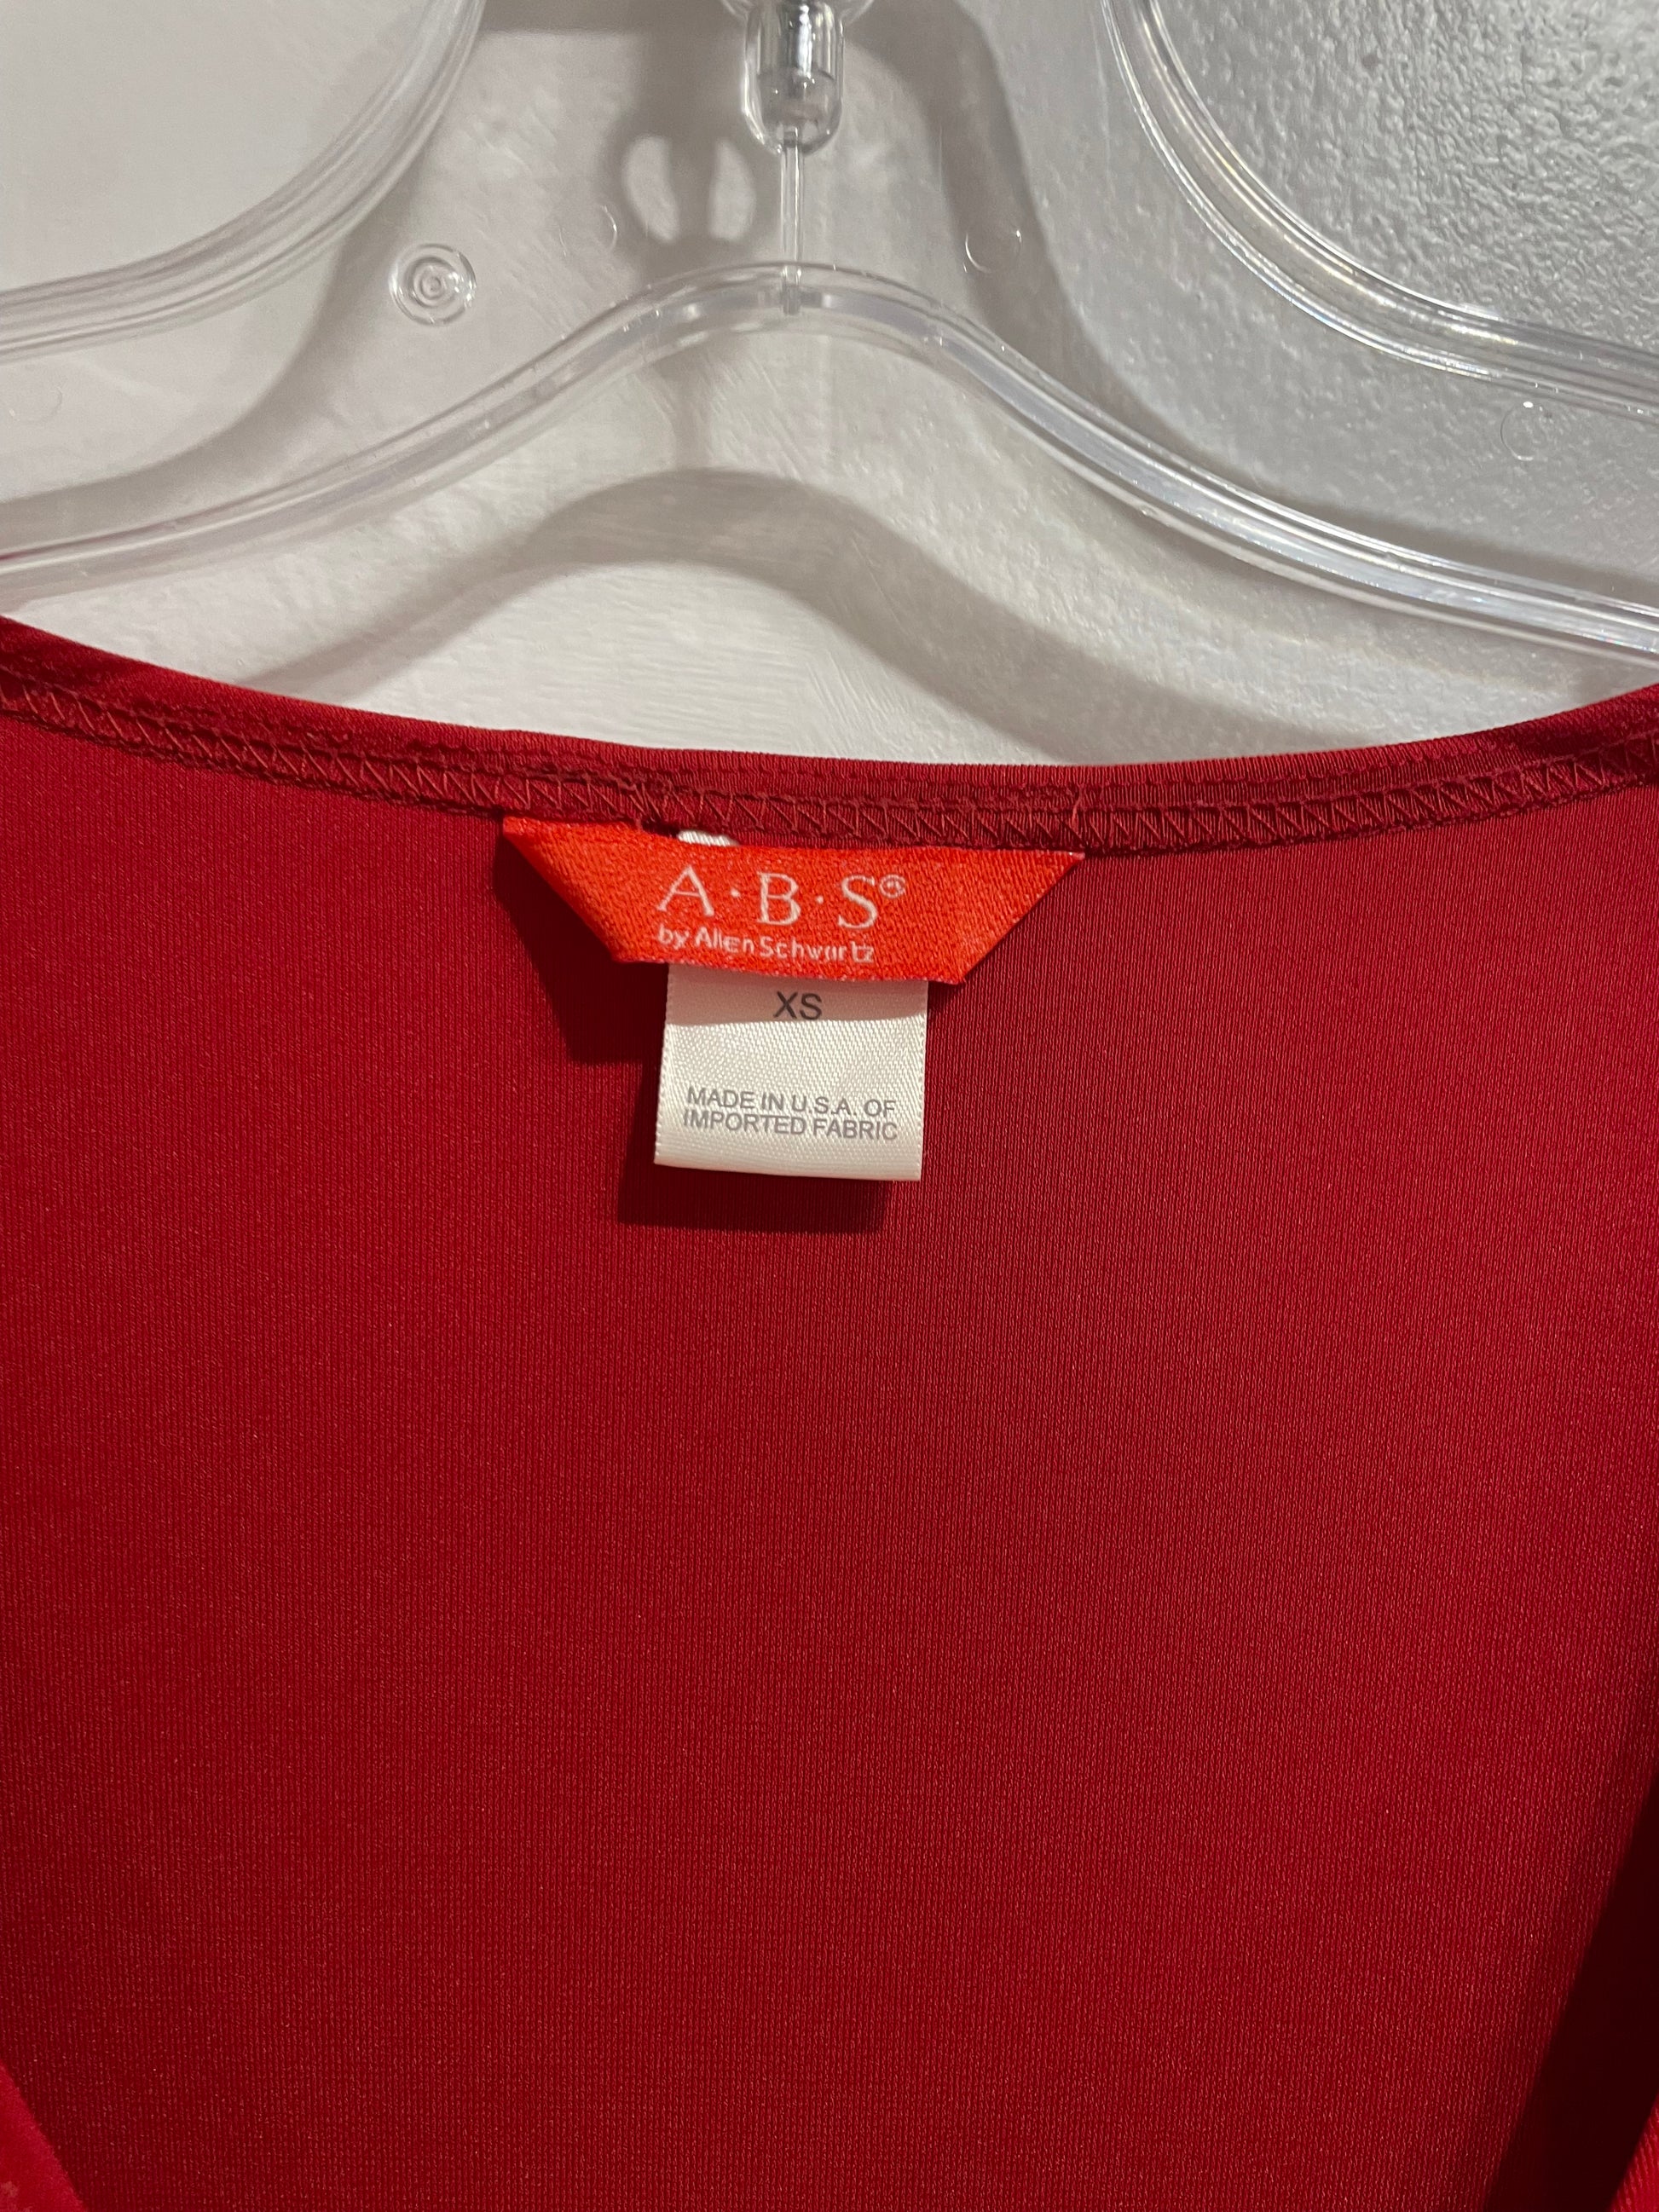 A·B·S®
by Allen Schwartz
XS
MADE IN U.S.A. OF
IMPORTED FABRIC